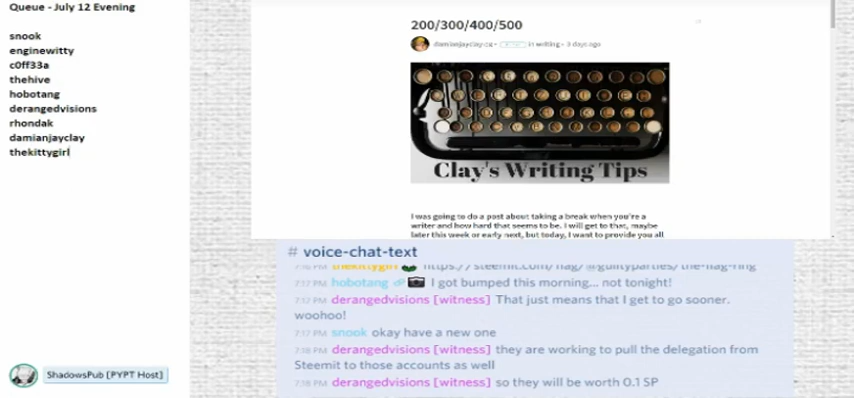 Queue - July 12 Evening
snook
enginewitty
c0ff33a
thehive
hobotang
derangedvisions
rhondak
damianjayclay
thekittygirl
200/300/400/500
damianjayclay in writing • 3 days ago
Clay's Writing Tips
I was going to do a post about taking a break when you're a
writer and how hard that seems to be. I will get to that, maybe
later this week or early next, but today, I want to provide you all
# voice-chat-text
7:16 PM thekittygirl https://steemit.com/flag/@guiltyparties/the-flag-ring
7:17 PM hobotang I got bumped this morning... not tonight!
7:17 PM derangedvisions [witness] That just means that I get to go sooner.
woohoo!
7:17 PM snook okay have a new one
7:18 PM derangedvisions [witness] they are working to pull the delegation from
Steemit to those accounts as well
7:18 PM derangedvisions [witness] so they will be worth 0.1 SP
ShadowsPub [PYPT Host]